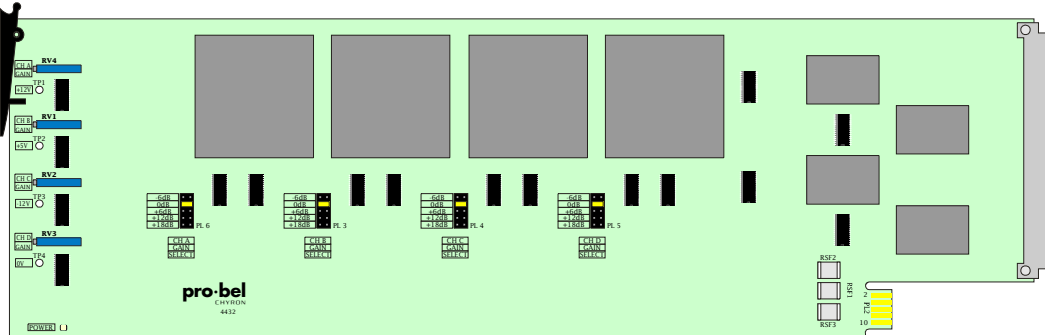 RV4
CH A
GAIN
TP1
+12V
RV1
CH B
GAIN
TP2
+5V
RV2
CH C
GAIN
TP3
-12V
RV3
CH D
GAIN
TP4
0V
POWER
-6dB
0dB
+6dB
+12dB
+18dB
PL 6
CH A
GAIN
SELECT
-6dB
0dB
+6dB
+12dB
+18dB
PL 3
CH B
GAIN
SELECT
-6dB
0dB
+6dB
+12dB
+18dB
PL 4
CH C
GAIN
SELECT
-6dB
0dB
+6dB
+12dB
+18dB
PL 5
CH D
GAIN
SELECT
pro·bel
CHYRON
4432
RSF2
RSF1
RSF3
2
PL2
10